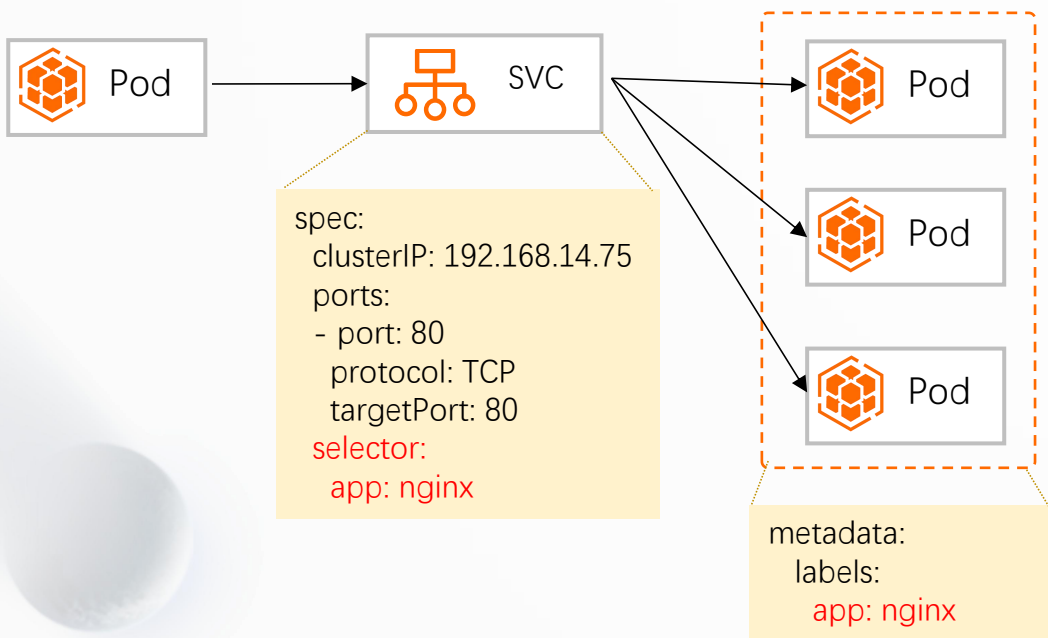 Pod
SVC
Pod
Pod
Pod
spec:
clusterIP: 192.168.14.75
ports:
- port: 80
protocol: TCP
targetPort: 80
selector:
app: nginx
metadata:
labels:
app: nginx